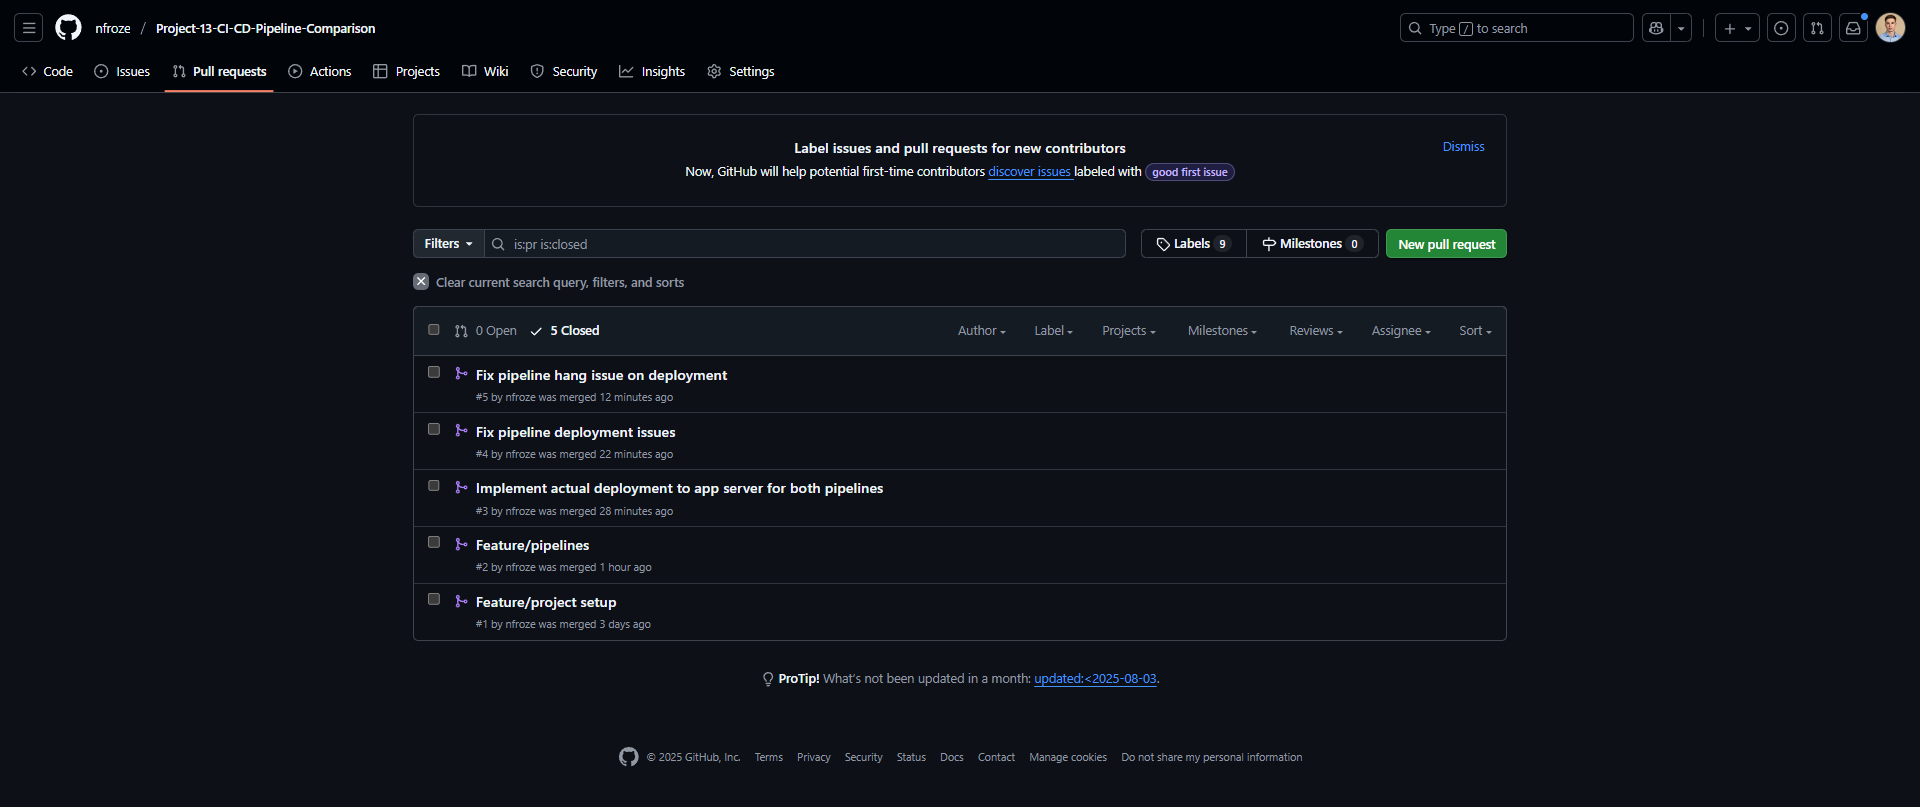 nfroze / Project-13-CI-CD-Pipeline-Comparison
Type / to search
Code Issues Pull requests Actions Projects Wiki Security Insights Settings
Label issues and pull requests for new contributors
Dismiss
Now, GitHub will help potential first-time contributors discover issues labeled with good first issue
Filters is:pr is:closed Labels 9 Milestones 0 New pull request
Clear current search query, filters, and sorts
0 Open 5 Closed Author Label Projects Milestones Reviews Assignee Sort
Fix pipeline hang issue on deployment
#5 by nfroze was merged 12 minutes ago
Fix pipeline deployment issues
#4 by nfroze was merged 22 minutes ago
Implement actual deployment to app server for both pipelines
#3 by nfroze was merged 28 minutes ago
Feature/pipelines
#2 by nfroze was merged 1 hour ago
Feature/project setup
#1 by nfroze was merged 3 days ago
ProTip! What's not been updated in a month: updated:<2025-08-03.
© 2025 GitHub, Inc. Terms Privacy Security Status Docs Contact Manage cookies Do not share my personal information